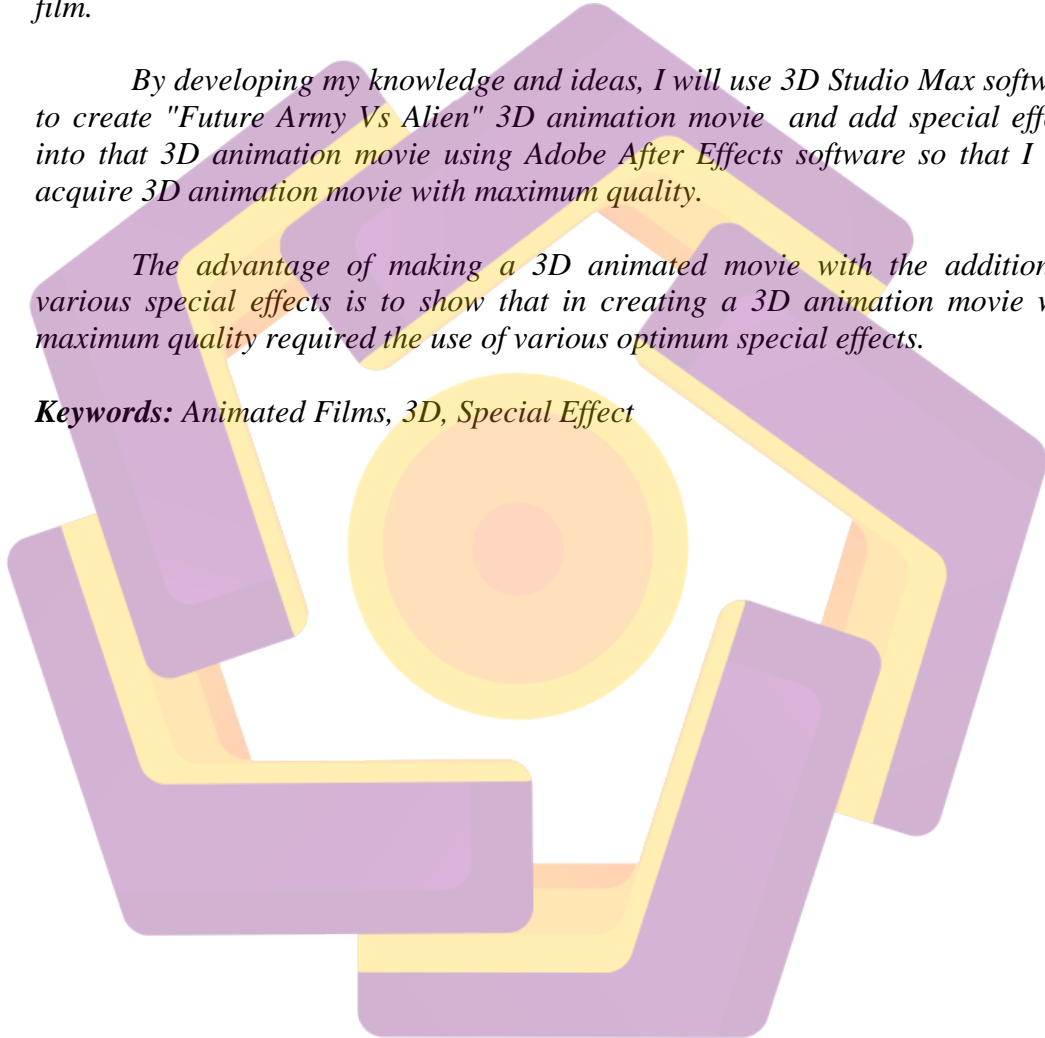 film.
By developing my knowledge and ideas, I will use 3D Studio Max softw
to create "Future Army Vs Alien" 3D animation movie and add special eff
into that 3D animation movie using Adobe After Effects software so that I
acquire 3D animation movie with maximum quality.
The advantage of making a 3D animated movie with the addition
various special effects is to show that in creating a 3D animation movie
maximum quality required the use of various optimum special effects.
Keywords: Animated Films, 3D, Special Effect